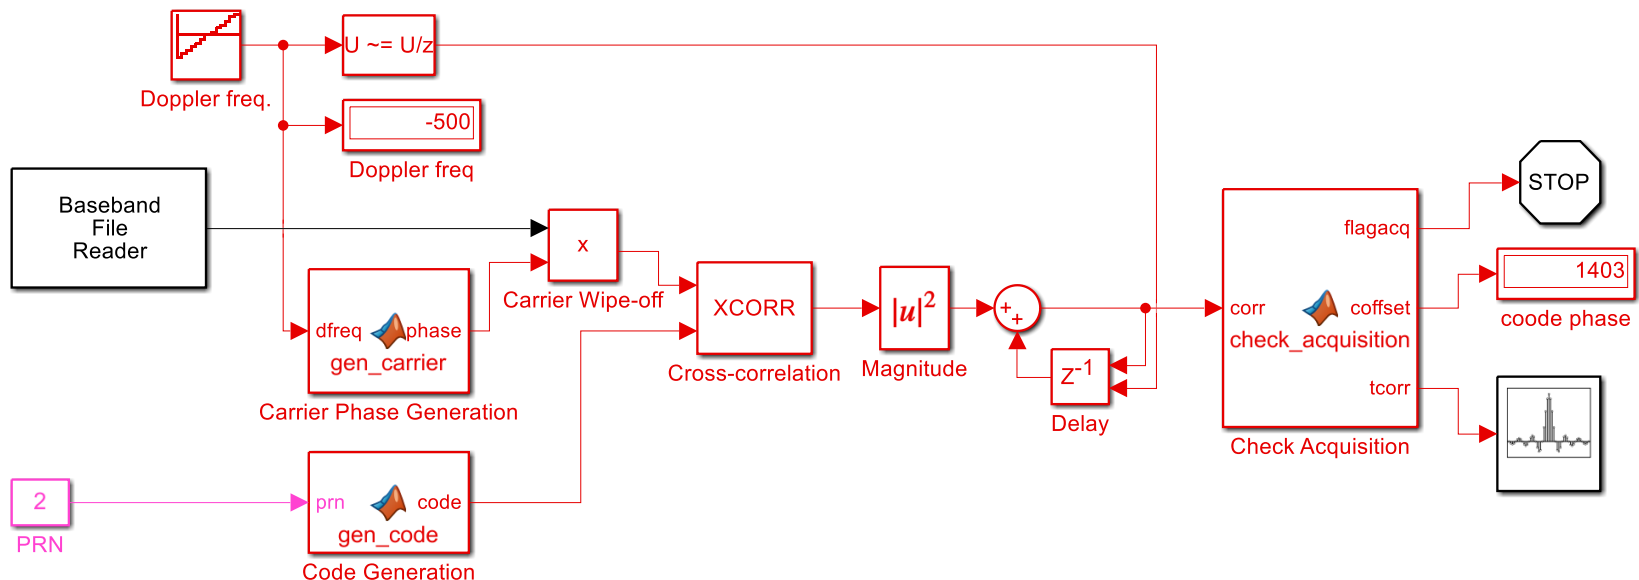 U ~= U/z
Doppler freq.
-500
Doppler freq
Baseband
File
Reader
x
Carrier Wipe-off
dfreq
phase
gen_carrier
Carrier Phase Generation
XCORR
Cross-correlation
|u|²
Magnitude
+
+
Z-1
Delay
corr
flagacq
coffset
check_acquisition
tcorr
Check Acquisition
STOP
1403
coode phase
2
PRN
prn
code
gen_code
Code Generation